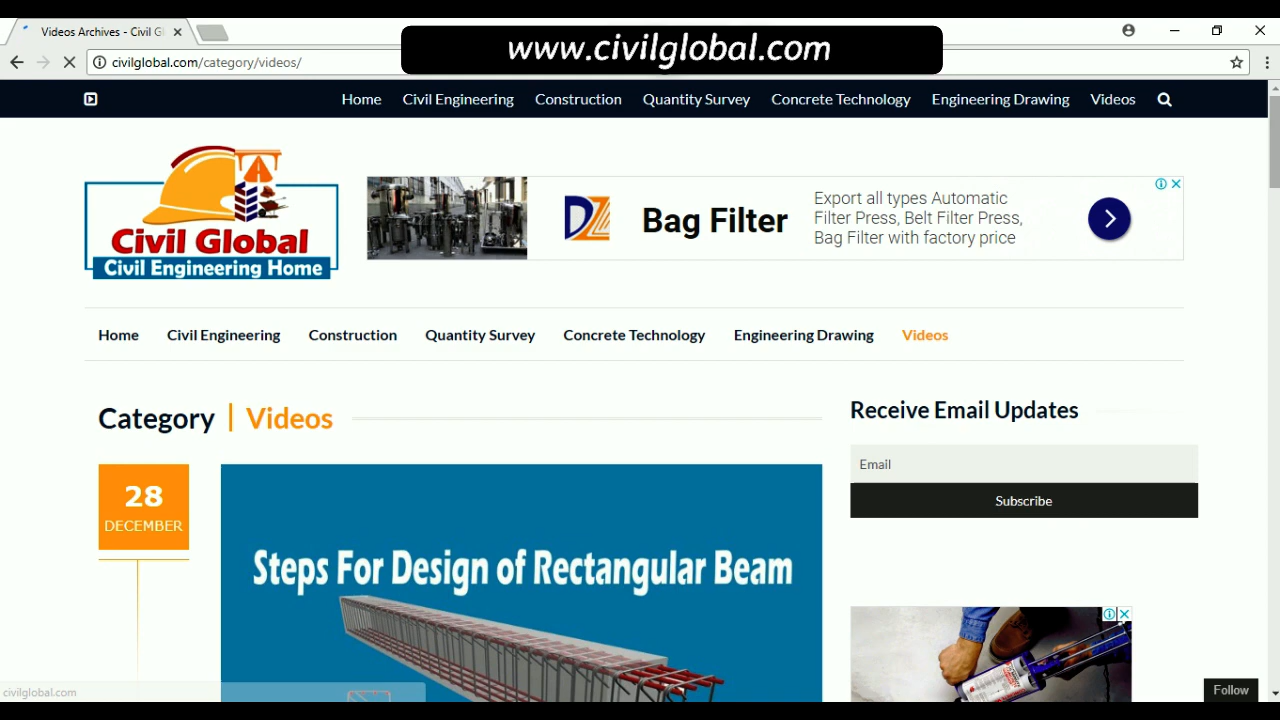 Videos Archives - Civil Gl
www.civilglobal.com
civilglobal.com/category/videos/
Home Civil Engineering Construction Quantity Survey Concrete Technology Engineering Drawing Videos
Civil Global
Civil Engineering Home
DZ
Bag Filter
Export all types Automatic
Filter Press, Belt Filter Press,
Bag Filter with factory price
Home Civil Engineering Construction Quantity Survey Concrete Technology Engineering Drawing Videos
Category | Videos
Receive Email Updates
Email
Subscribe
28
DECEMBER
Steps For Design of Rectangular Beam
civilglobal.com
Follow